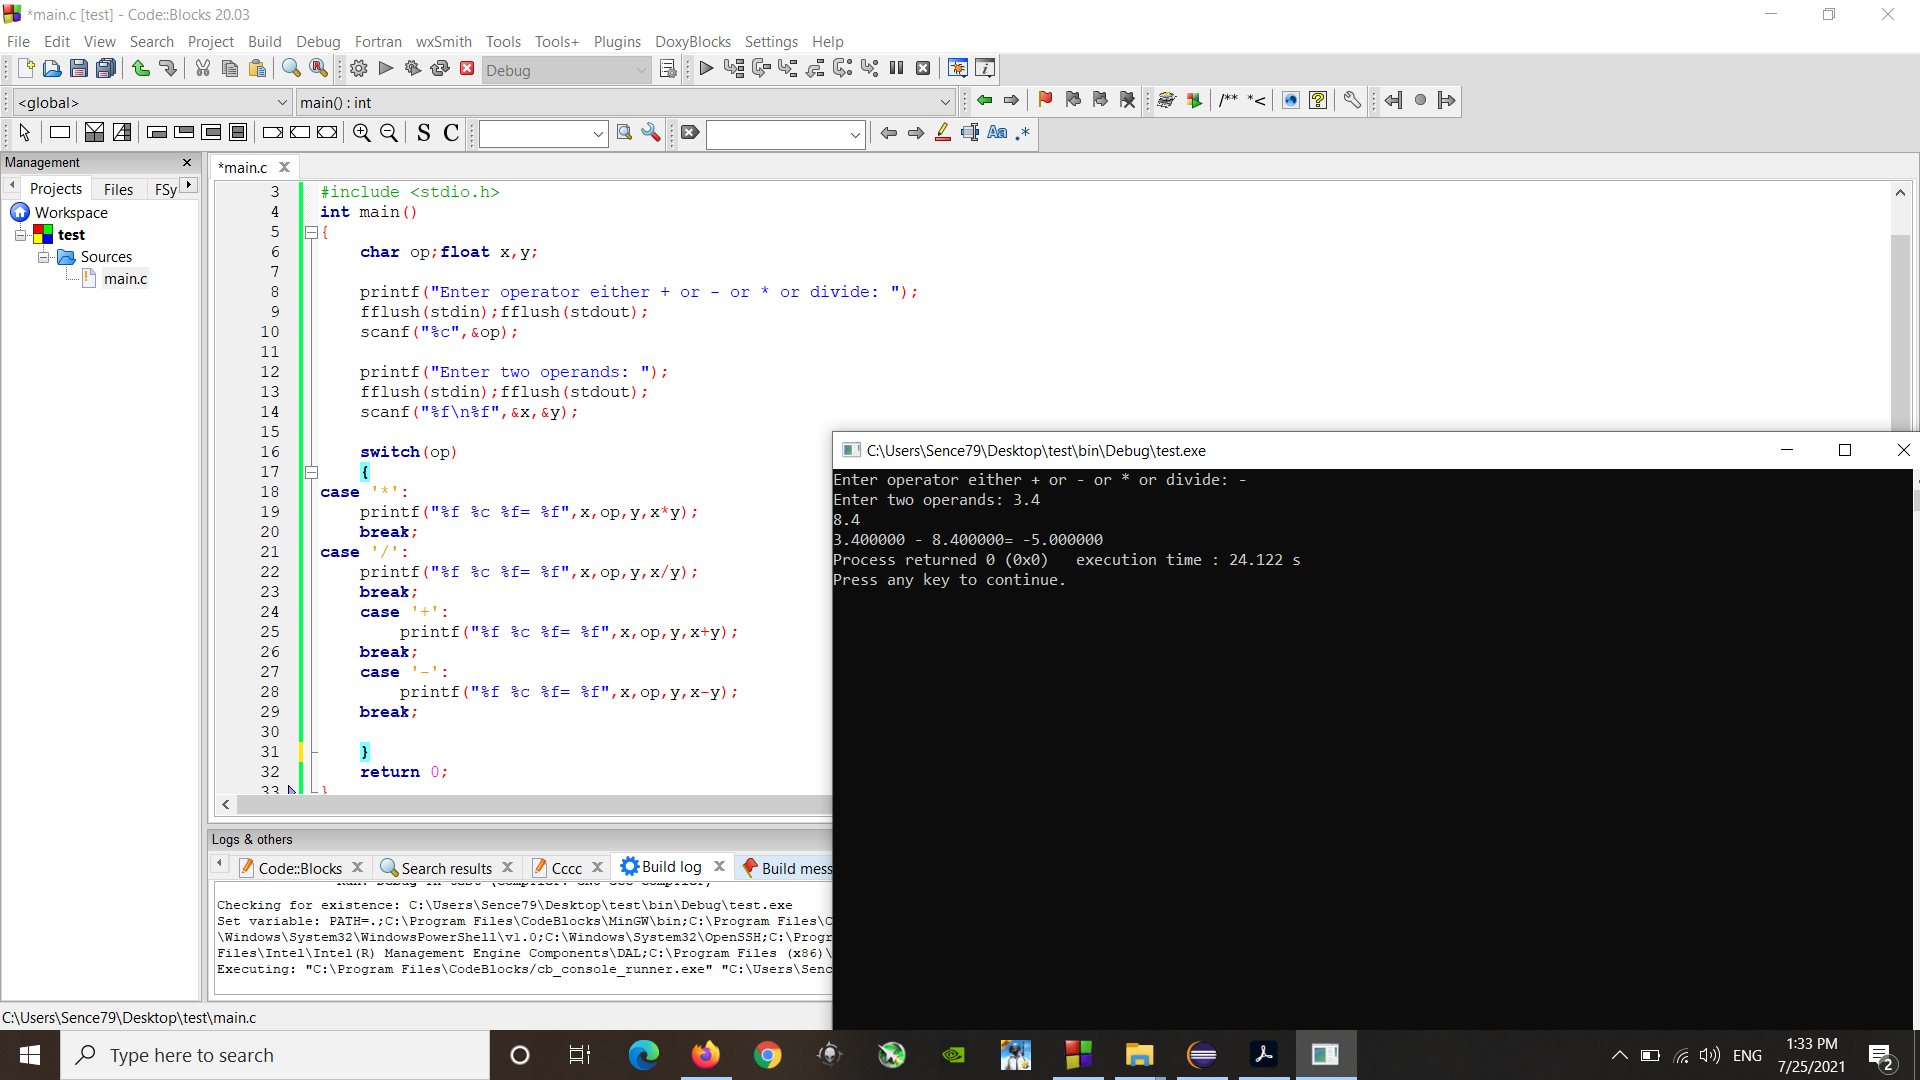 *main.c [test] - Code::Blocks 20.03
File Edit View Search Project Build Debug Fortran wxSmith Tools Tools+ Plugins DoxyBlocks Settings Help
Debug
<global> main() : int
/** *<
S C Aa .*
Management
Projects Files FSy
Workspace
test
Sources
main.c
*main.c
3 #include <stdio.h>
4 int main()
5 {
6 char op;float x,y;
7
8 printf("Enter operator either + or - or * or divide: ");
9 fflush(stdin);fflush(stdout);
10 scanf("%c",&op);
11
12 printf("Enter two operands: ");
13 fflush(stdin);fflush(stdout);
14 scanf("%f\n%f",&x,&y);
15
16 switch(op)
17 {
18 case '*':
19 printf("%f %c %f= %f",x,op,y,x*y);
20 break;
21 case '/':
22 printf("%f %c %f= %f",x,op,y,x/y);
23 break;
24 case '+':
25 printf("%f %c %f= %f",x,op,y,x+y);
26 break;
27 case '-':
28 printf("%f %c %f= %f",x,op,y,x-y);
29 break;
30
31 }
32 return 0;
33 }
C:\Users\Sence79\Desktop\test\bin\Debug\test.exe
Enter operator either + or - or * or divide: -
Enter two operands: 3.4
8.4
3.400000 - 8.400000= -5.000000
Process returned 0 (0x0)   execution time : 24.122 s
Press any key to continue.
Logs & others
Code::Blocks Search results Cccc Build log Build mess
Checking for existence: C:\Users\Sence79\Desktop\test\bin\Debug\test.exe
Set variable: PATH=.;C:\Program Files\CodeBlocks\MinGW\bin;C:\Program Files\C
\Windows\System32\WindowsPowerShell\v1.0;C:\Windows\System32\OpenSSH;C:\Progr
Files\Intel\Intel(R) Management Engine Components\DAL;C:\Program Files (x86)\
Executing: "C:\Program Files\CodeBlocks/cb_console_runner.exe" "C:\Users\Senc
C:\Users\Sence79\Desktop\test\main.c
Type here to search
ENG
1:33 PM
7/25/2021
2